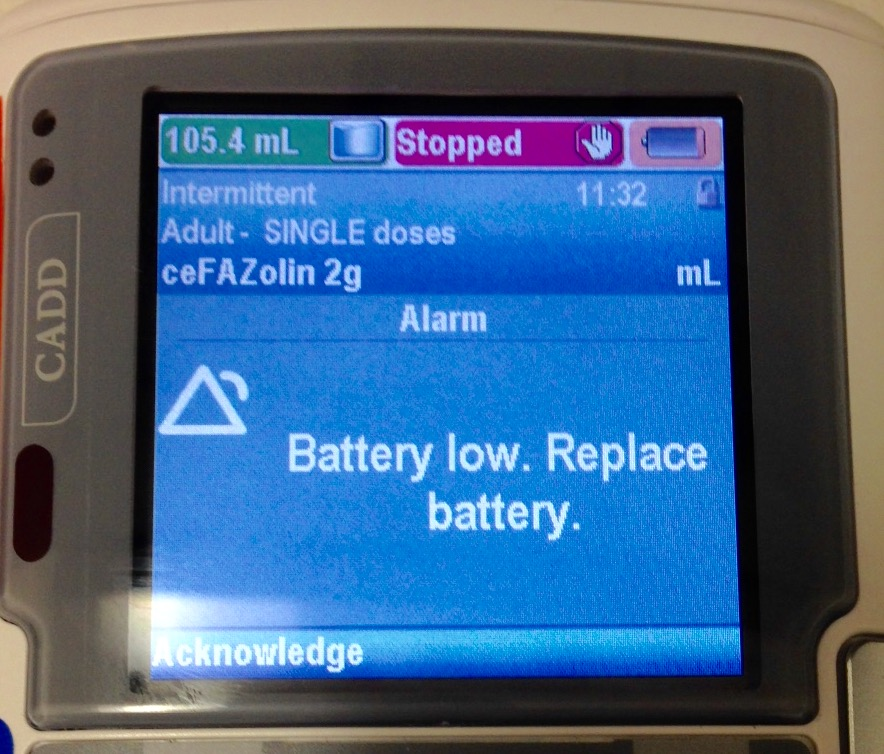 105.4 mL Stopped
Intermittent 11:32
Adult - SINGLE doses
ceFAZolin 2g mL
Alarm
CADD
Battery low. Replace
battery.
Acknowledge